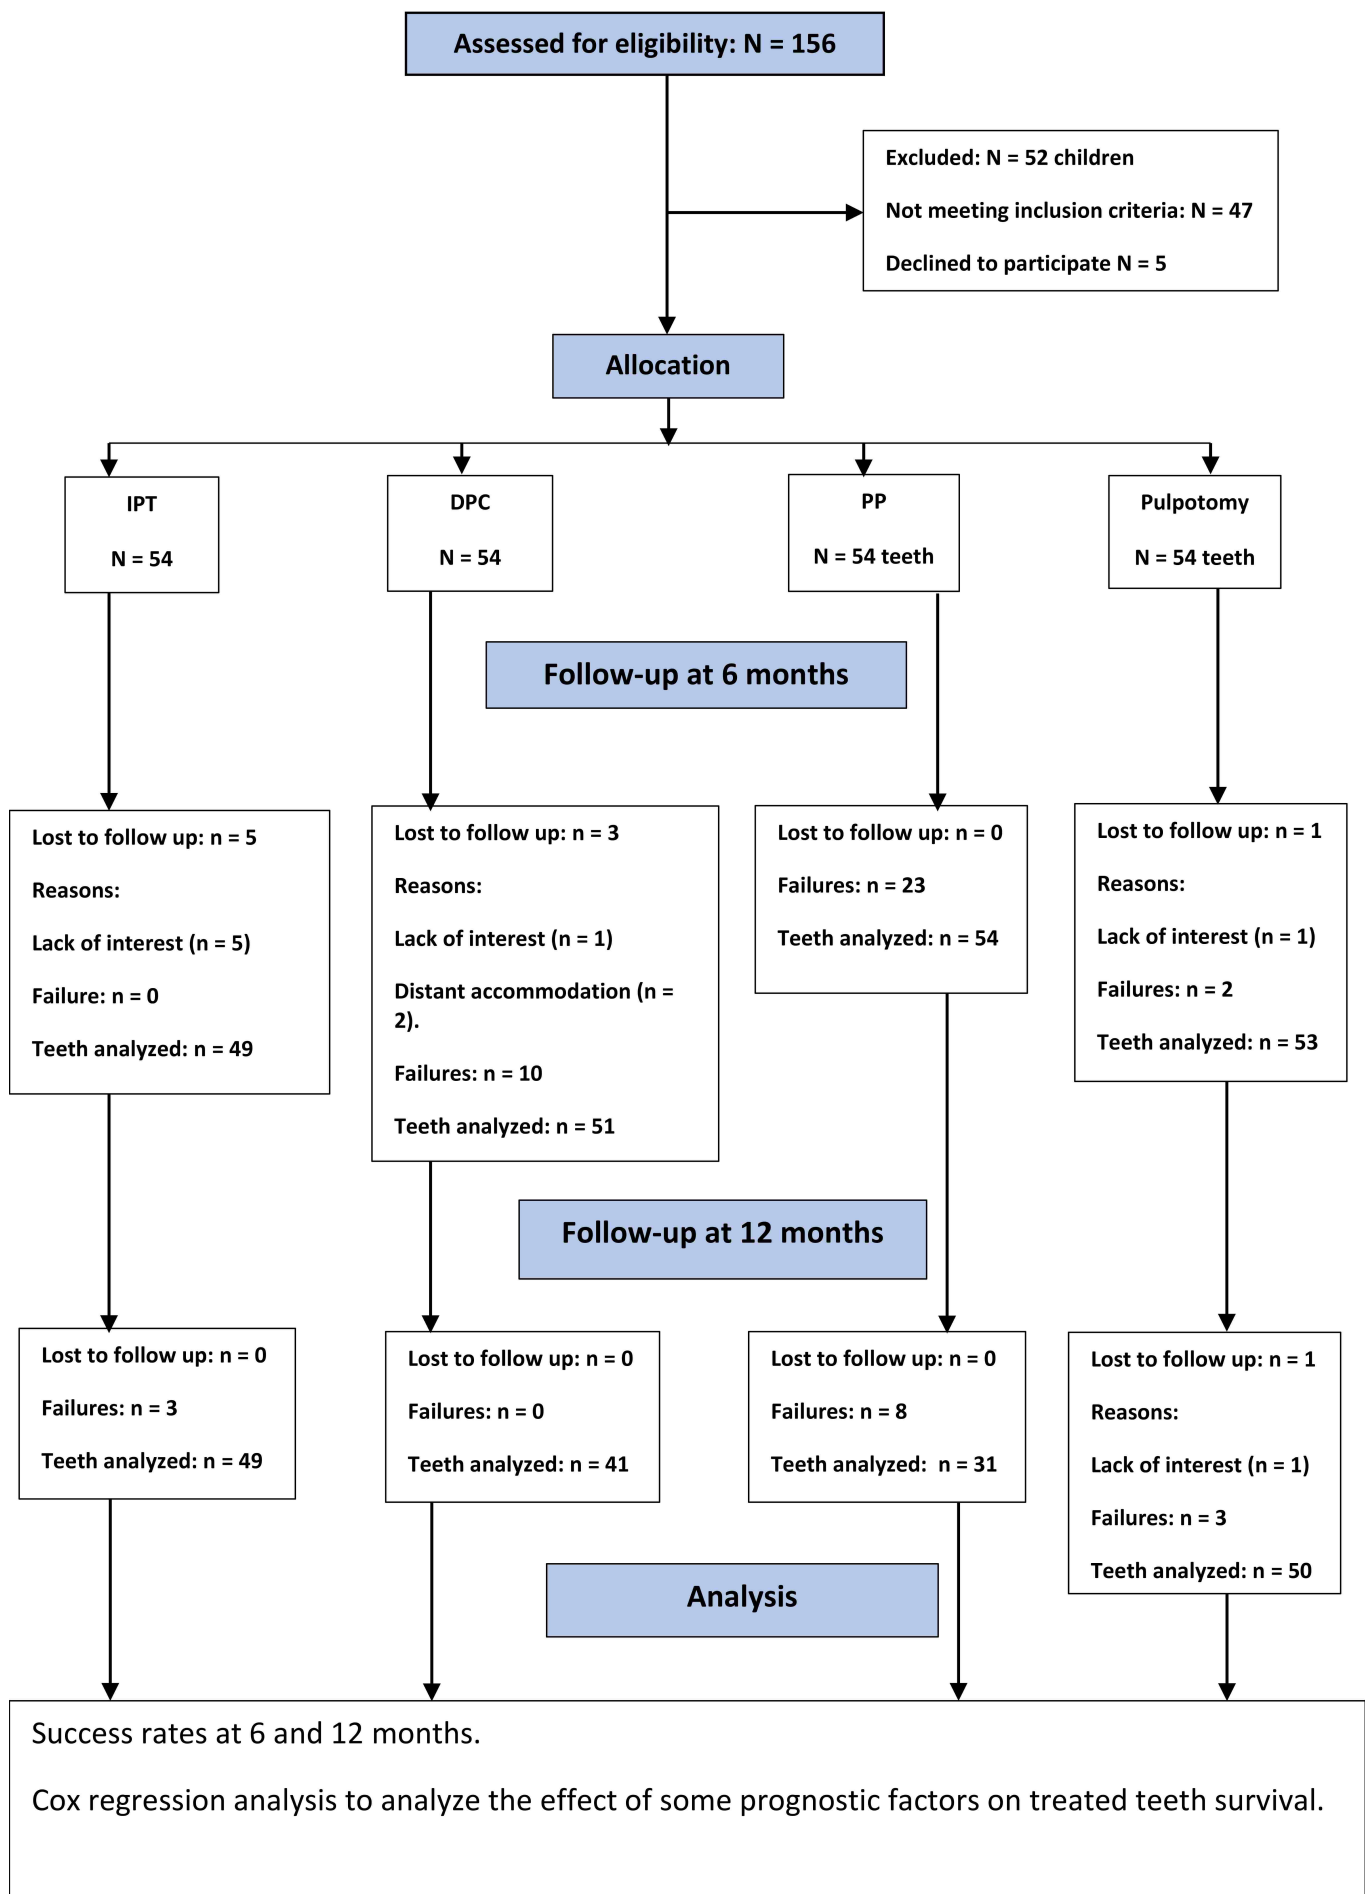 Assessed for eligibility: N = 156
Excluded: N = 52 children
Not meeting inclusion criteria: N = 47
Declined to participate N = 5
Allocation
IPT
N = 54
DPC
N = 54
PP
N = 54 teeth
Pulpotomy
N = 54 teeth
Follow-up at 6 months
Lost to follow up: n = 5
Reasons:
Lack of interest (n = 5)
Failure: n = 0
Teeth analyzed: n = 49
Lost to follow up: n = 3
Reasons:
Lack of interest (n = 1)
Distant accommodation (n =
2).
Failures: n = 10
Teeth analyzed: n = 51
Lost to follow up: n = 0
Failures: n = 23
Teeth analyzed: n = 54
Lost to follow up: n = 1
Reasons:
Lack of interest (n = 1)
Failures: n = 2
Teeth analyzed: n = 53
Follow-up at 12 months
Lost to follow up: n = 0
Failures: n = 3
Teeth analyzed: n = 49
Lost to follow up: n = 0
Failures: n = 0
Teeth analyzed: n = 41
Lost to follow up: n = 0
Failures: n = 8
Teeth analyzed:  n = 31
Lost to follow up: n = 1
Reasons:
Lack of interest (n = 1)
Failures: n = 3
Teeth analyzed: n = 50
Analysis
Success rates at 6 and 12 months.
Cox regression analysis to analyze the effect of some prognostic factors on treated teeth survival.